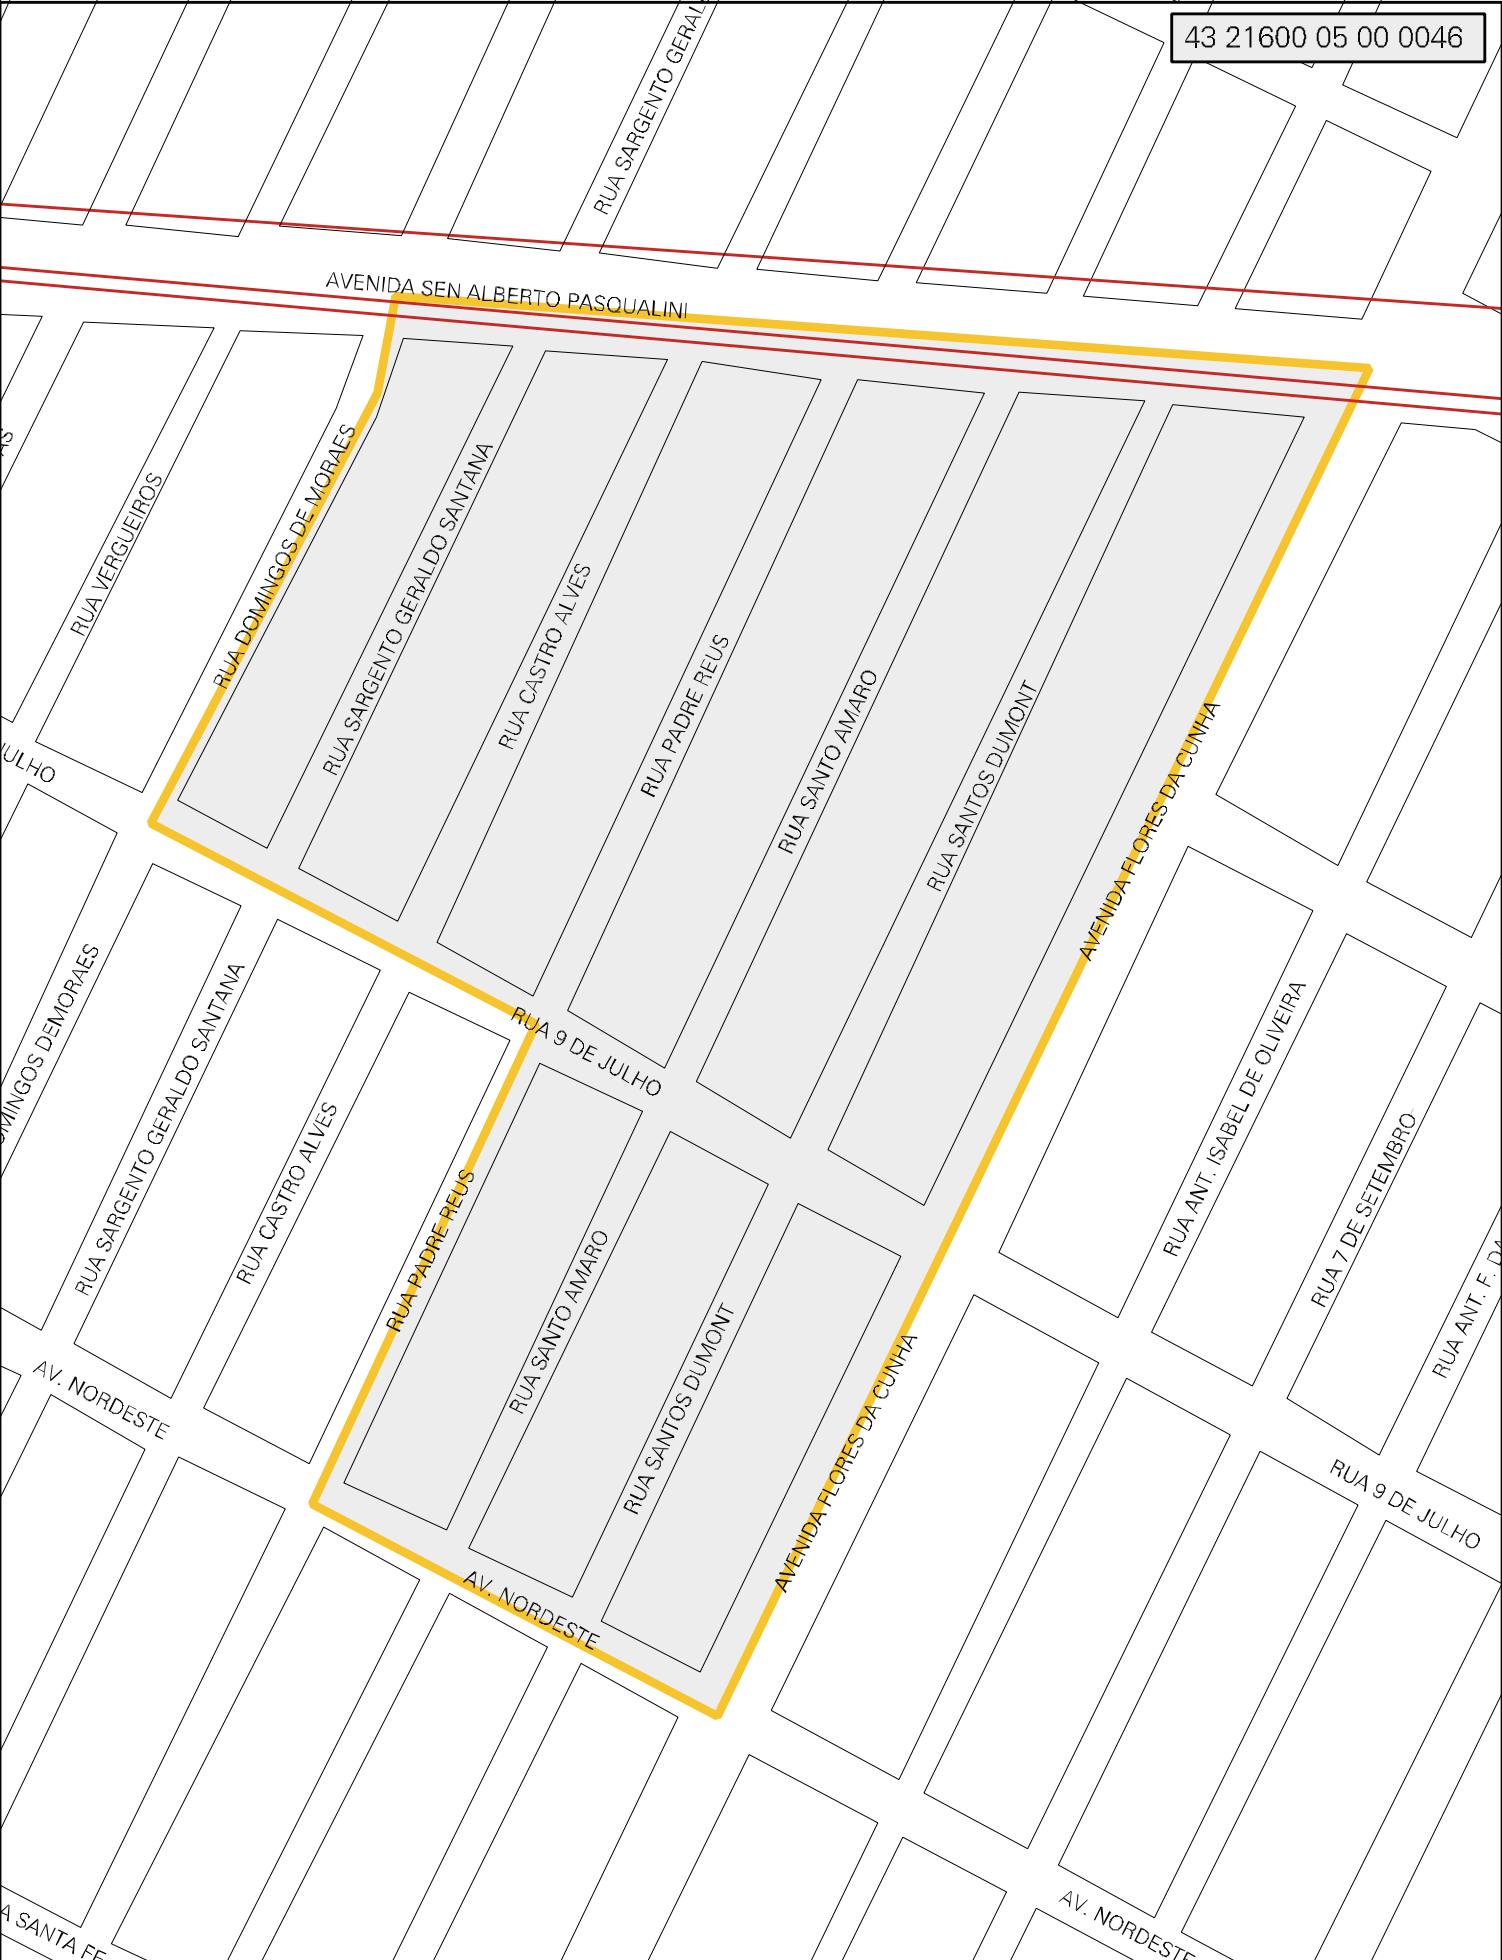 43 21600 05 00 0046
RUA SARGENTO GERAL
AVENIDA SEN ALBERTO PASQUALINI
RUA VERGUEIROS
RUA DOMINGOS DE MORAES
RUA SARGENTO GERALDO SANTANA
RUA CASTRO ALVES
RUA PADRE REUS
RUA SANTO AMARO
RUA SANTOS DUMONT
AVENIDA FLORES DA CUNHA
JULHO
MINGOS DEMORAES
RUA SARGENTO GERALDO SANTANA
RUA CASTRO ALVES
RUA 9 DE JULHO
RUA PADRE REUS
RUA SANTO AMARO
RUA SANTOS DUMONT
AVENIDA FLORES DA CUNHA
RUA ANT. ISABEL DE OLIVEIRA
RUA 7 DE SETEMBRO
RUA ANT. F. DA
AV. NORDESTE
AV. NORDESTE
RUA 9 DE JULHO
AV. NORDESTE
A SANTA FE